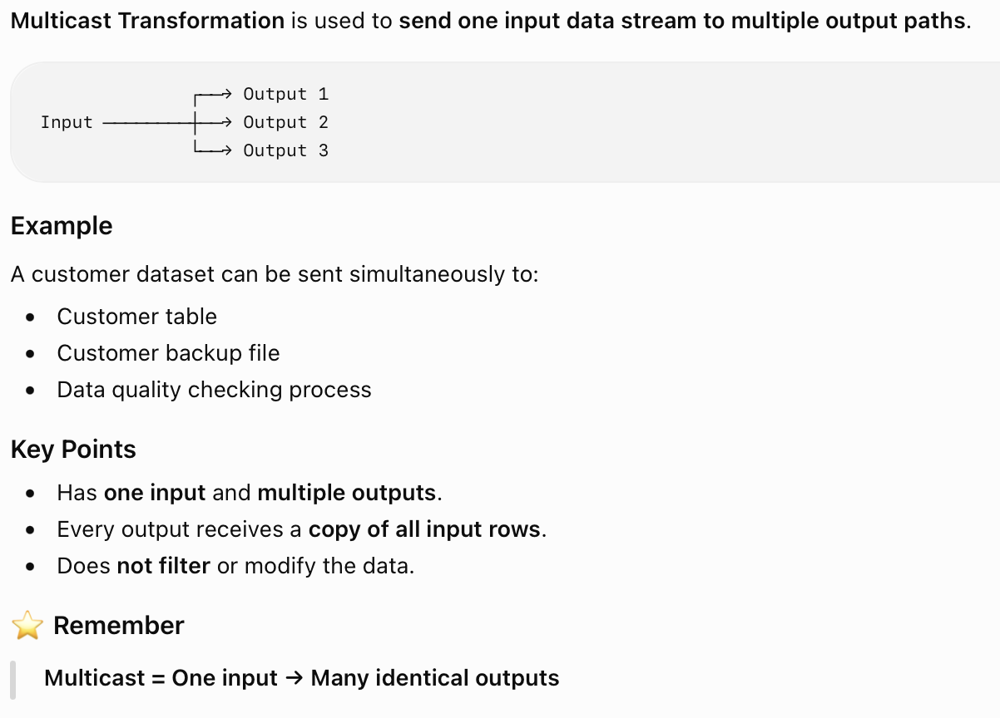 Multicast Transformation is used to send one input data stream to multiple output paths.
┌──→ Output 1
Input ────────┼──→ Output 2
└──→ Output 3
Example
A customer dataset can be sent simultaneously to:
• Customer table
• Customer backup file
• Data quality checking process
Key Points
• Has one input and multiple outputs.
• Every output receives a copy of all input rows.
• Does not filter or modify the data.
⭐ Remember
Multicast = One input → Many identical outputs